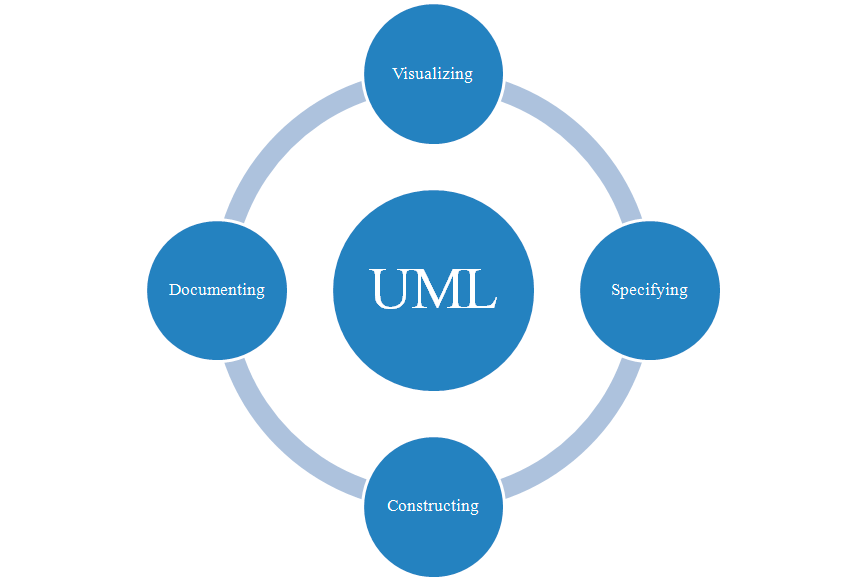 Visualizing
Documenting
UML
Specifying
Constructing